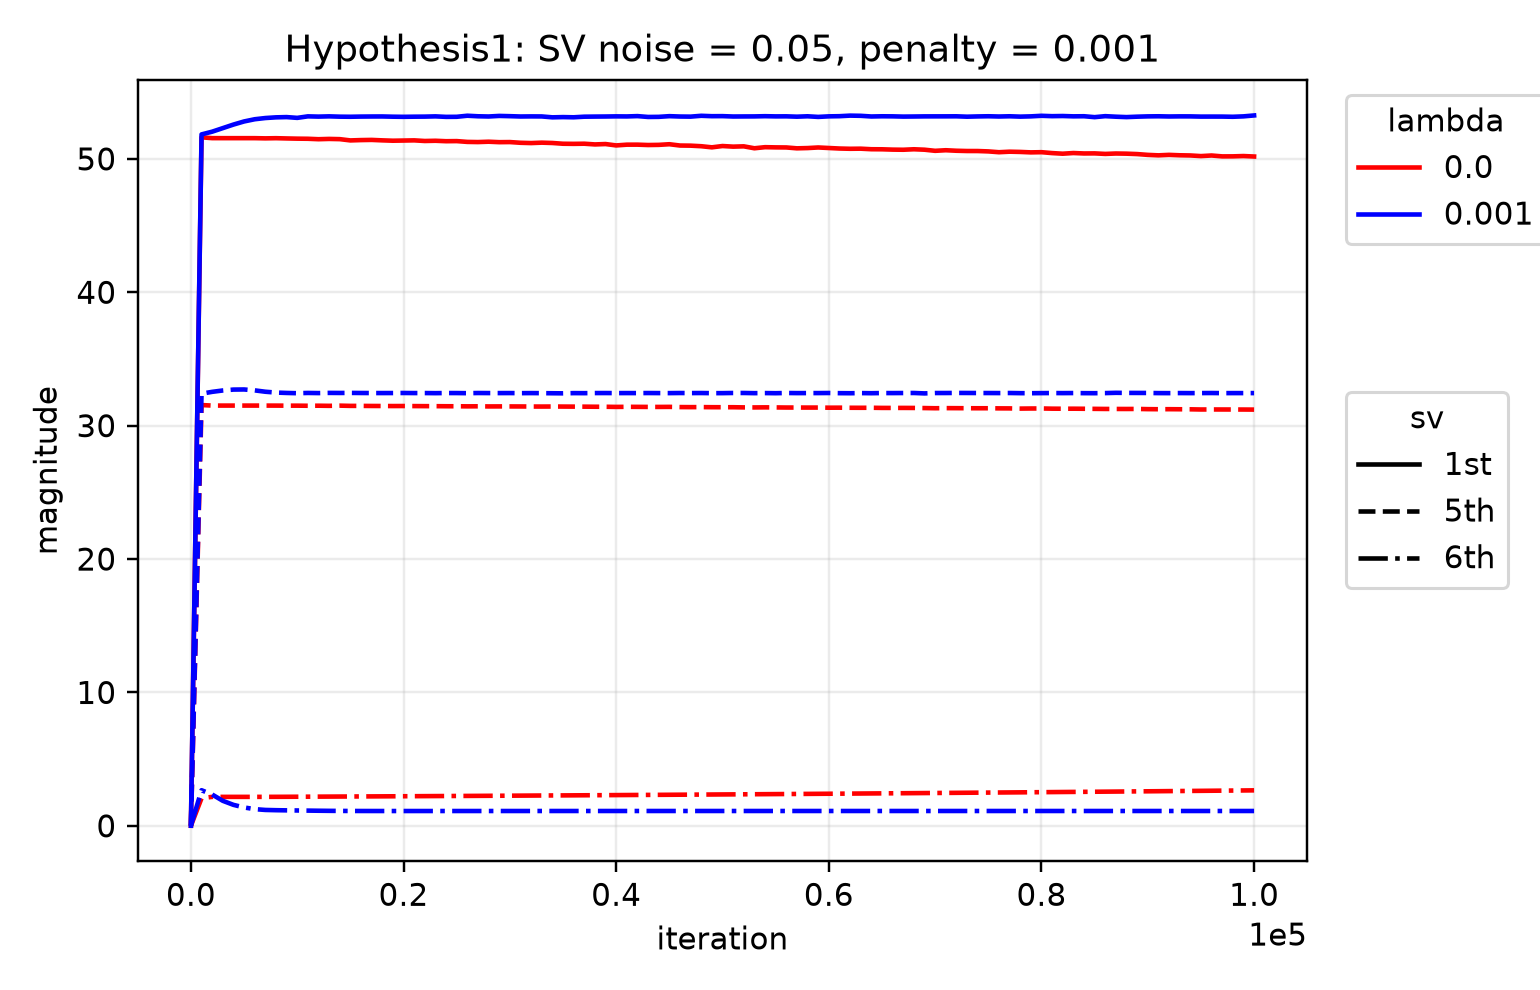 Hypothesis1: SV noise = 0.05, penalty = 0.001
magnitude
50
40
30
20
10
0
0.0 0.2 0.4 0.6 0.8 1.0
1e5
iteration
lambda
0.0
0.001
sv
1st
5th
6th